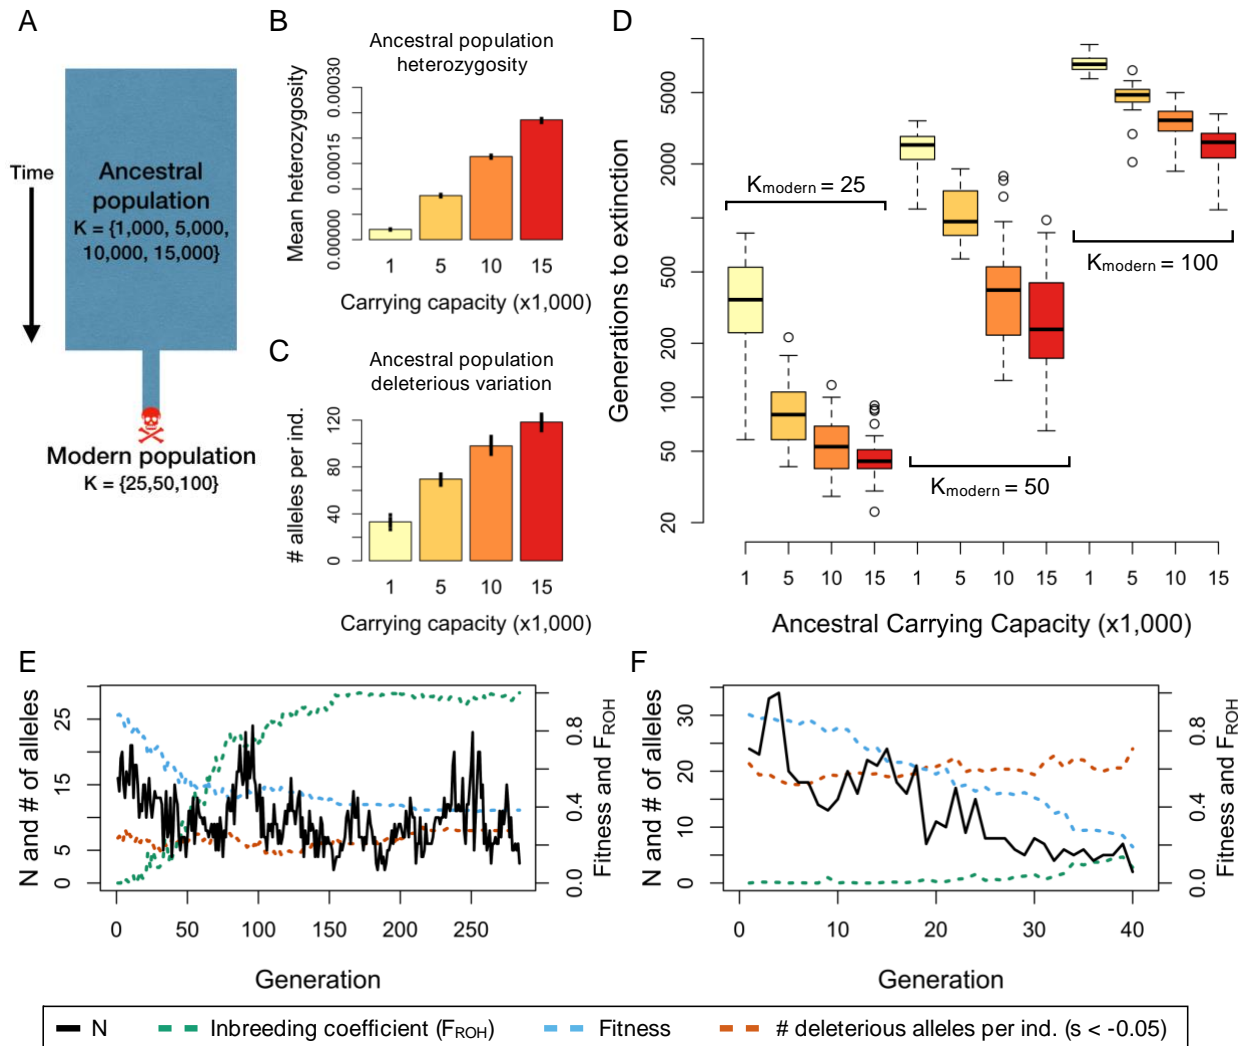 A
Time
Ancestral
population
K = {1,000, 5,000,
10,000, 15,000}
Modern population
K = {25,50,100}
B
Ancestral population
heterozygosity
Mean heterozygosity
0.00000
0.00015
0.00030
1 5 10 15
Carrying capacity (x1,000)
C
Ancestral population
deleterious variation
# alleles per ind.
0 40 80 120
1 5 10 15
Carrying capacity (x1,000)
D
Generations to extinction
20 50 100 200 500 2000 5000
Kmodern = 25
Kmodern = 50
Kmodern = 100
1 5 10 15 1 5 10 15 1 5 10 15
Ancestral Carrying Capacity (x1,000)
E
N and # of alleles
0 5 15 25
Fitness and FROH
0.0 0.4 0.8
0 50 100 150 200 250
Generation
F
N and # of alleles
0 10 20 30
Fitness and FROH
0.0 0.4 0.8
0 10 20 30 40
Generation
N
Inbreeding coefficient (FROH)
Fitness
# deleterious alleles per ind. (s < -0.05)